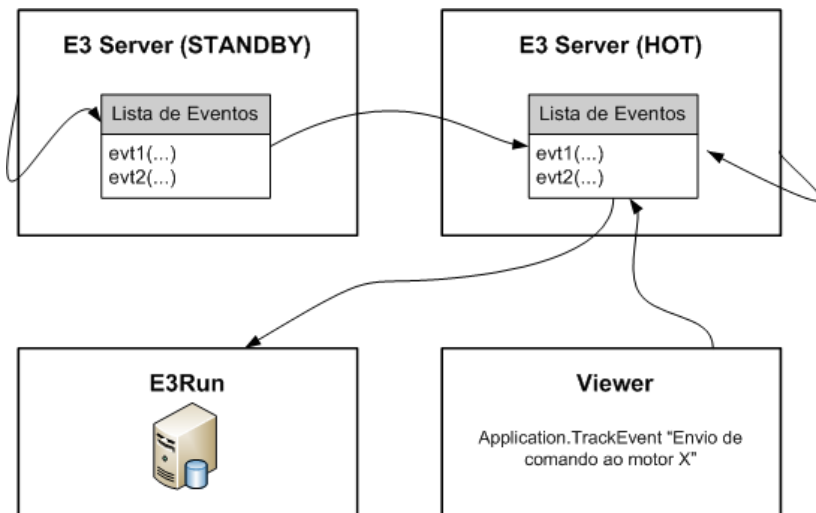 E3 Server (STANDBY)
Lista de Eventos
evt1(...)
evt2(...)
E3 Server (HOT)
Lista de Eventos
evt1(...)
evt2(...)
E3Run
Viewer
Application.TrackEvent "Envio de
comando ao motor X"